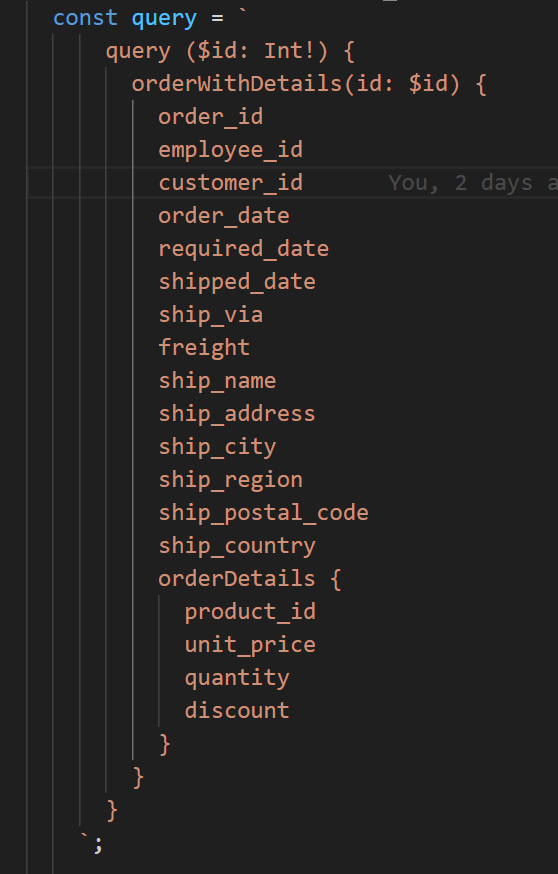 const query = `
query ($id: Int!) {
orderWithDetails(id: $id) {
order_id
employee_id
customer_id You, 2 days a
order_date
required_date
shipped_date
ship_via
freight
ship_name
ship_address
ship_city
ship_region
ship_postal_code
ship_country
orderDetails {
product_id
unit_price
quantity
discount
}
}
}
`;